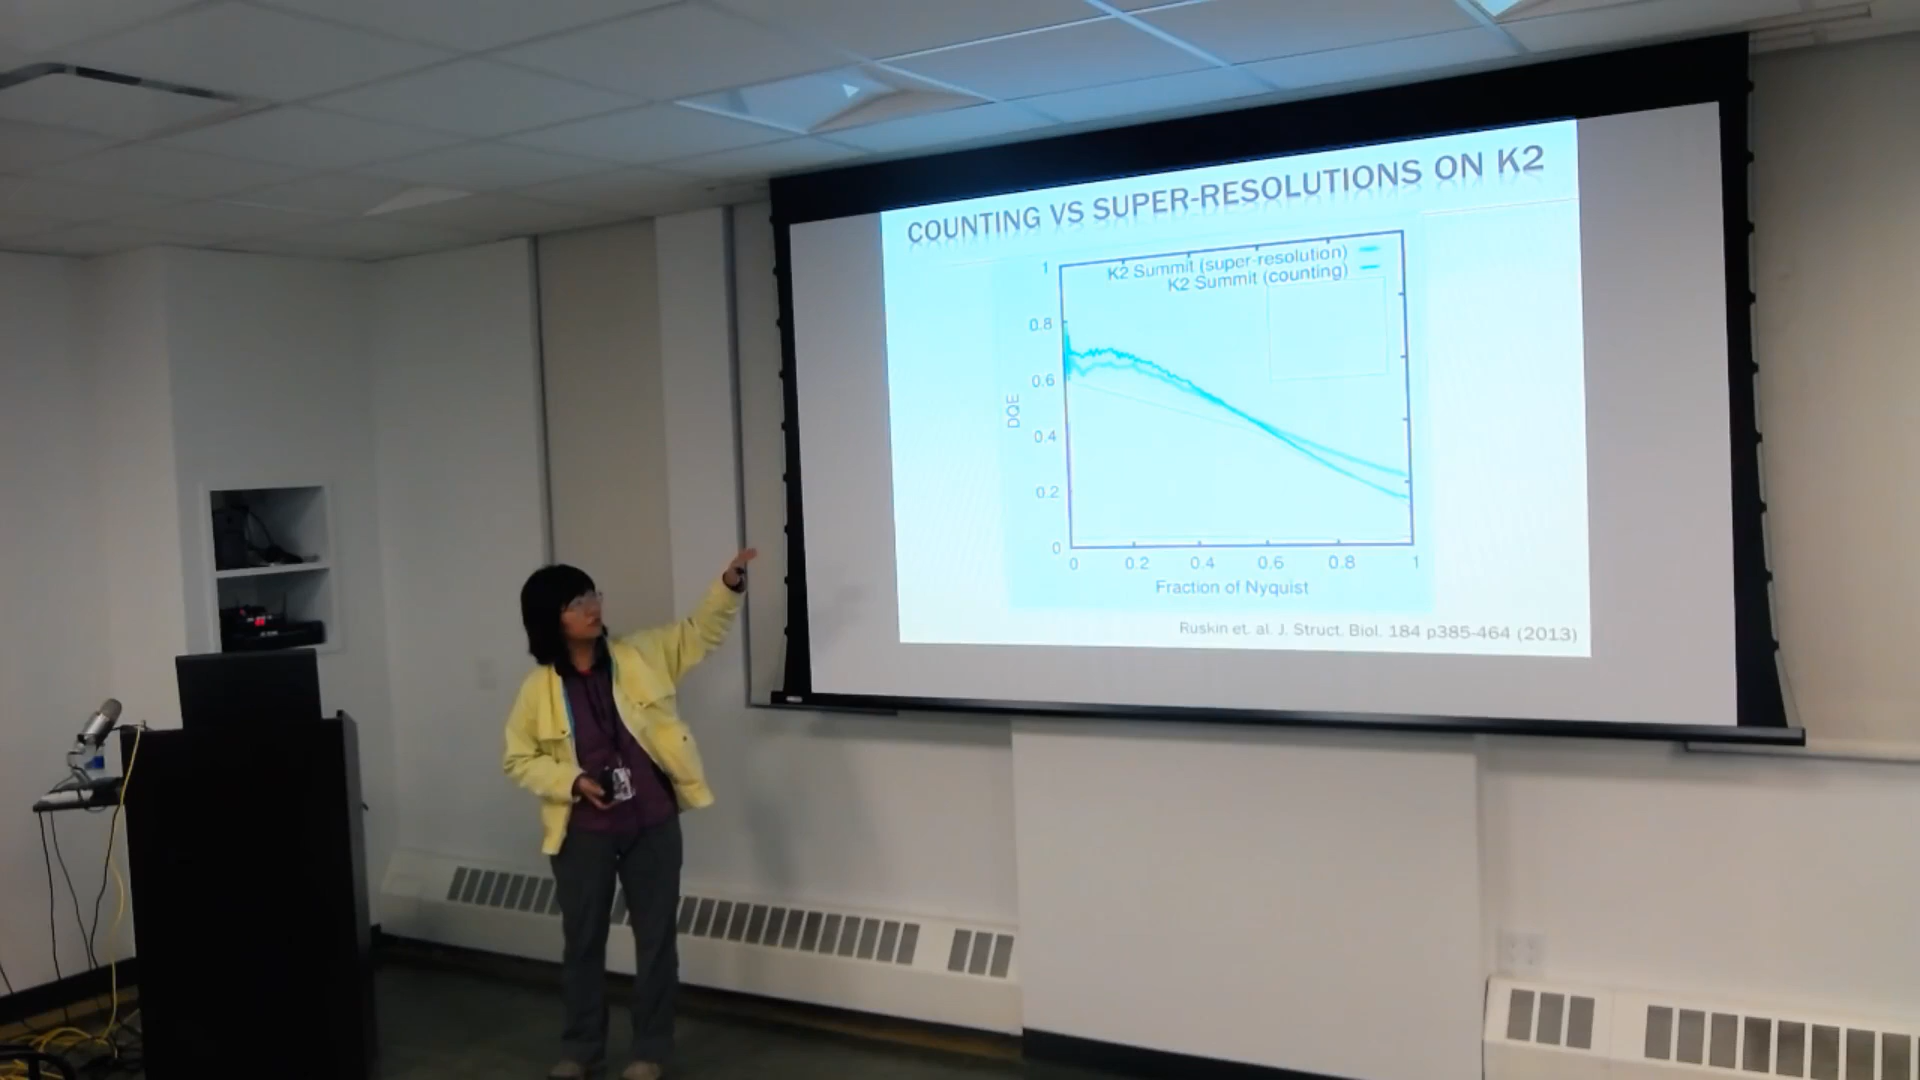 COUNTING VS SUPER-RESOLUTIONS ON K2
K2 Summit (super-resolution)
K2 Summit (counting)
1
0.8
0.6
0.4
0.2
0
DQE
0 0.2 0.4 0.6 0.8 1
Fraction of Nyquist
Ruskin et. al. J. Struct. Biol. 184 p385-464 (2013)